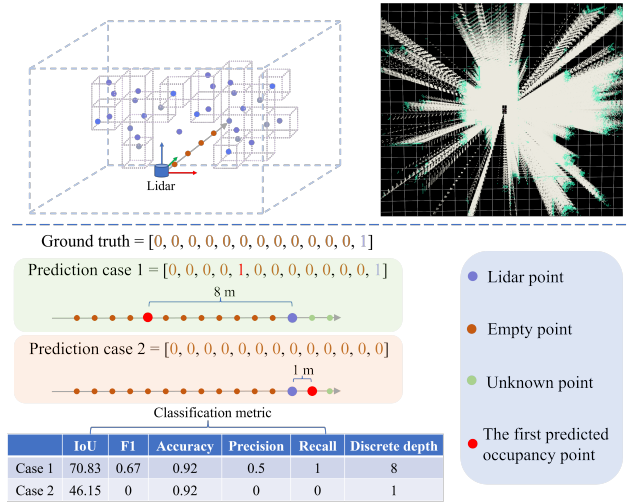 Lidar
Ground truth = [0, 0, 0, 0, 0, 0, 0, 0, 0, 0, 0, 0, 1]
Prediction case 1 = [0, 0, 0, 0, 1, 0, 0, 0, 0, 0, 0, 0, 1]
8 m
Prediction case 2 = [0, 0, 0, 0, 0, 0, 0, 0, 0, 0, 0, 0, 0]
1 m
Classification metric
IoU F1 Accuracy Precision Recall Discrete depth
Case 1 70.83 0.67 0.92 0.5 1 8
Case 2 46.15 0 0.92 0 0 1
Lidar point
Empty point
Unknown point
The first predicted
occupancy point